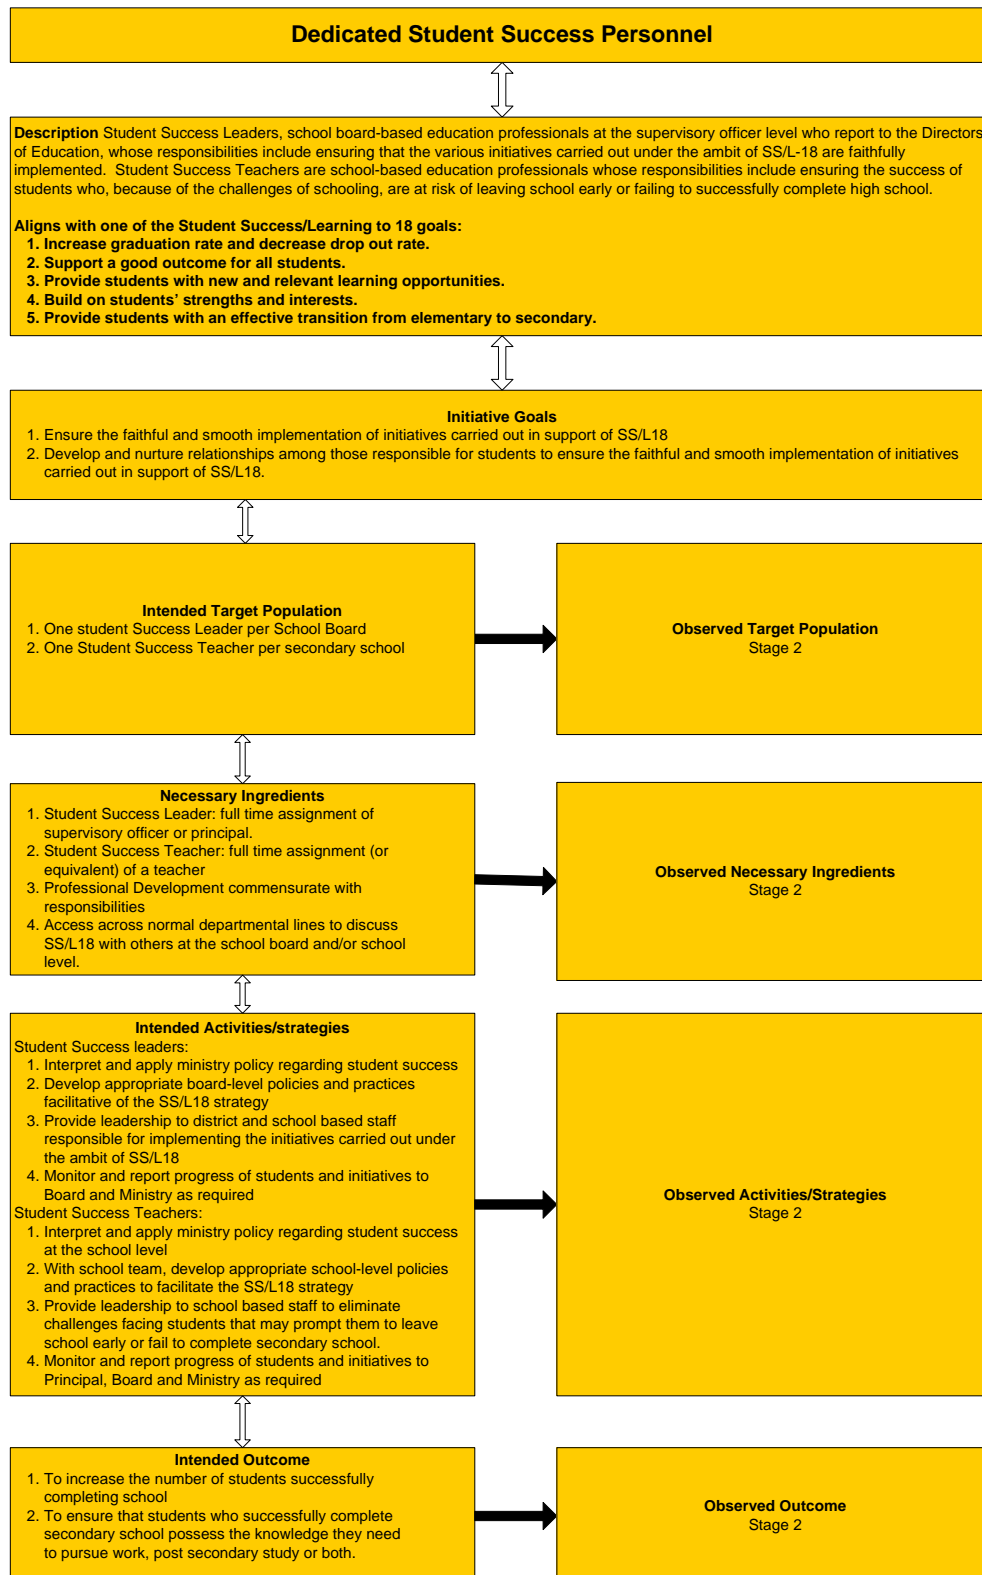 Dedicated Student Success Personnel
Description Student Success Leaders, school board-based education professionals at the supervisory officer level who report to the Directors
of Education, whose responsibilities include ensuring that the various initiatives carried out under the ambit of SS/L-18 are faithfully
implemented.  Student Success Teachers are school-based education professionals whose responsibilities include ensuring the success of
students who, because of the challenges of schooling, are at risk of leaving school early or failing to successfully complete high school.
Aligns with one of the Student Success/Learning to 18 goals:
1. Increase graduation rate and decrease drop out rate.
2. Support a good outcome for all students.
3. Provide students with new and relevant learning opportunities.
4. Build on students' strengths and interests.
5. Provide students with an effective transition from elementary to secondary.
Initiative Goals
1. Ensure the faithful and smooth implementation of initiatives carried out in support of SS/L18
2. Develop and nurture relationships among those responsible for students to ensure the faithful and smooth implementation of initiatives
carried out in support of SS/L18.
Intended Target Population
1. One student Success Leader per School Board
2. One Student Success Teacher per secondary school
Observed Target Population
Stage 2
Necessary Ingredients
1. Student Success Leader: full time assignment of
supervisory officer or principal.
2. Student Success Teacher: full time assignment (or
equivalent) of a teacher
3. Professional Development commensurate with
responsibilities
4. Access across normal departmental lines to discuss
SS/L18 with others at the school board and/or school
level.
Observed Necessary Ingredients
Stage 2
Intended Activities/strategies
Student Success leaders:
1. Interpret and apply ministry policy regarding student success
2. Develop appropriate board-level policies and practices
facilitative of the SS/L18 strategy
3. Provide leadership to district and school based staff
responsible for implementing the initiatives carried out under
the ambit of SS/L18
4. Monitor and report progress of students and initiatives to
Board and Ministry as required
Student Success Teachers:
1. Interpret and apply ministry policy regarding student success
at the school level
2. With school team, develop appropriate school-level policies
and practices to facilitate the SS/L18 strategy
3. Provide leadership to school based staff to eliminate
challenges facing students that may prompt them to leave
school early or fail to complete secondary school.
4. Monitor and report progress of students and initiatives to
Principal, Board and Ministry as required
Observed Activities/Strategies
Stage 2
Intended Outcome
1. To increase the number of students successfully
completing school
2. To ensure that students who successfully complete
secondary school possess the knowledge they need
to pursue work, post secondary study or both.
Observed Outcome
Stage 2